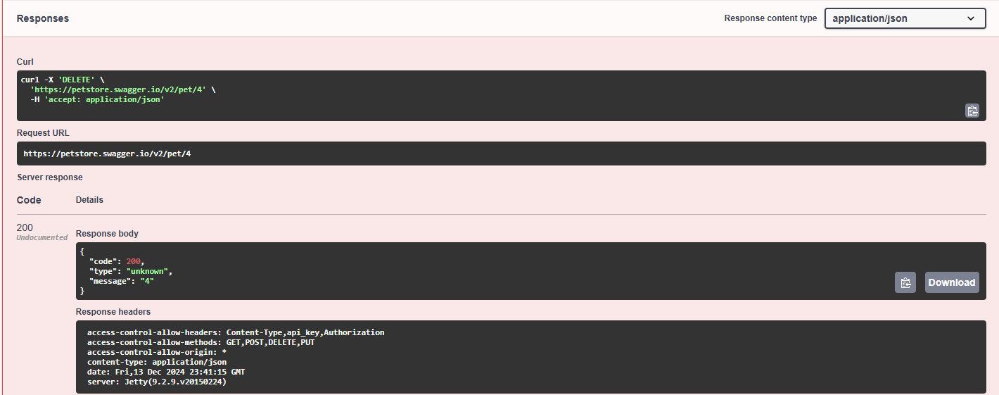 Responses
Response content type
application/json
Curl
curl -X 'DELETE' \
  'https://petstore.swagger.io/v2/pet/4' \
  -H 'accept: application/json'
Request URL
https://petstore.swagger.io/v2/pet/4
Server response
Code
Details
200
Undocumented
Response body
{
  "code": 200,
  "type": "unknown",
  "message": "4"
}
Download
Response headers
access-control-allow-headers: Content-Type,api_key,Authorization
access-control-allow-methods: GET,POST,DELETE,PUT
access-control-allow-origin: *
content-type: application/json
date: Fri,13 Dec 2024 23:41:15 GMT
server: Jetty(9.2.9.v20150224)